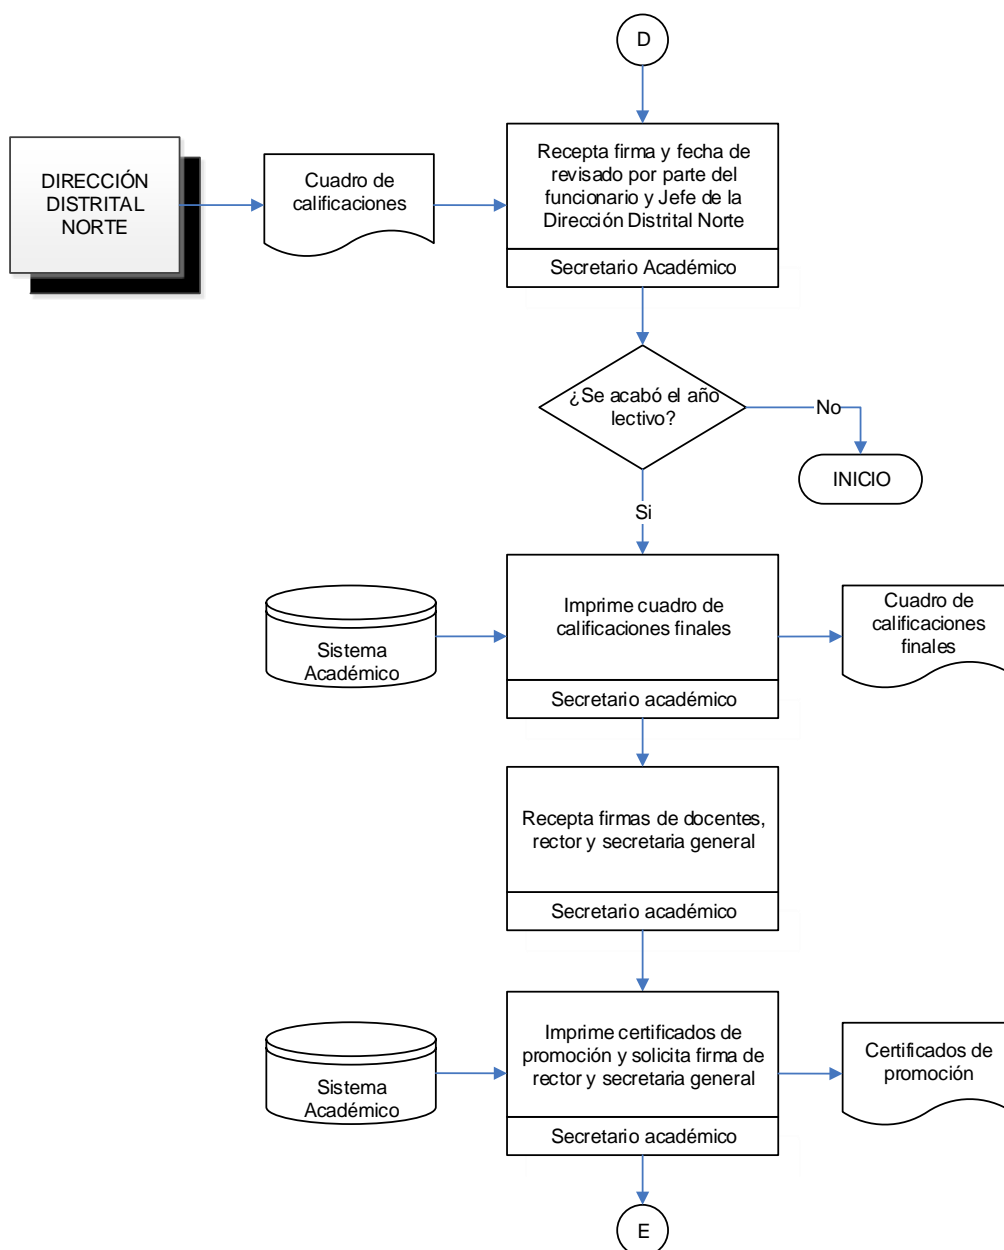 D
DIRECCIÓN
DISTRITAL
NORTE
Cuadro de
calificaciones
Recepta firma y fecha de
revisado por parte del
funcionario y Jefe de la
Dirección Distrital Norte
Secretario Académico
¿Se acabó el año
lectivo?
No
INICIO
Si
Sistema
Académico
Imprime cuadro de
calificaciones finales
Secretario académico
Cuadro de
calificaciones
finales
Recepta firmas de docentes,
rector y secretaria general
Secretario académico
Sistema
Académico
Imprime certificados de
promoción y solicita firma de
rector y secretaria general
Secretario académico
Certificados de
promoción
E